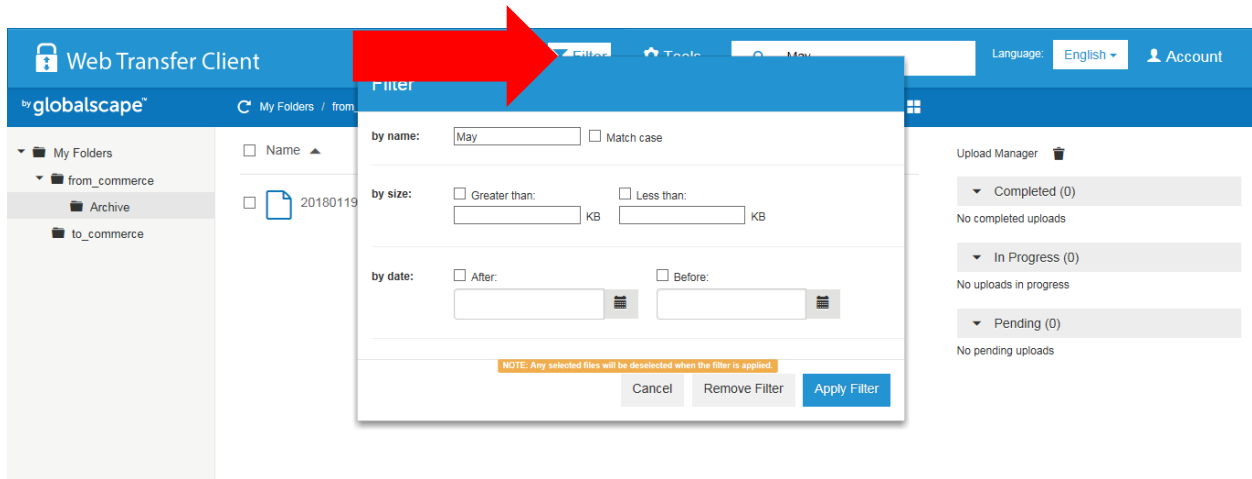 Web Transfer Client
Filter
Tools
May
Language:
English
Account
by globalscape™
My Folders / from_
Filter
My Folders
from_commerce
Archive
to_commerce
Name
20180119
by name:
May
Match case
by size:
Greater than:
Less than:
KB
KB
by date:
After:
Before:
NOTE: Any selected files will be deselected when the filter is applied.
Cancel
Remove Filter
Apply Filter
Upload Manager
Completed (0)
No completed uploads
In Progress (0)
No uploads in progress
Pending (0)
No pending uploads